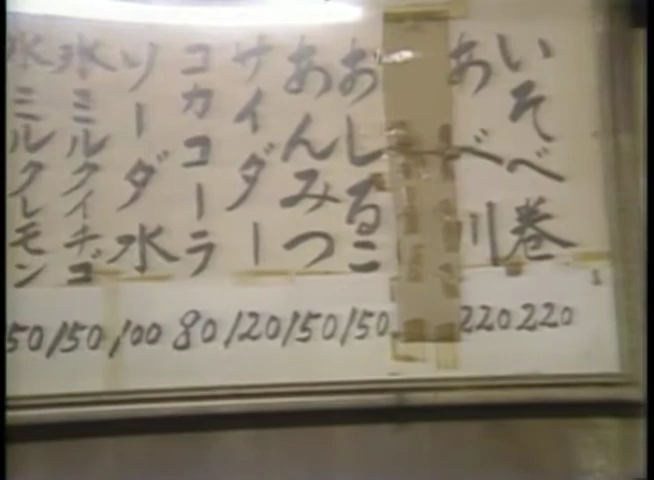 いそべ巻
あべ川
おしるこ
あんみつ
サイダー
コカコーラ
ソーダ水
氷ミルクイチゴ
氷ミルクレモン
50 150 100 80 120 150 150 220 220